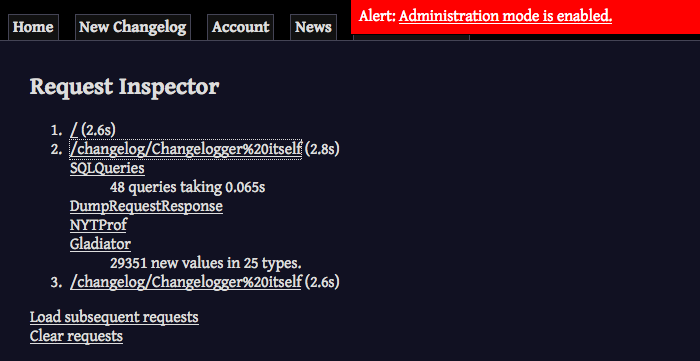 Home New Changelog Account News Alert: Administration mode is enabled.
Request Inspector
1. / (2.6s)
2. /changelog/Changelogger%20itself (2.8s)
SQLQueries
48 queries taking 0.065s
DumpRequestResponse
NYTProf
Gladiator
29351 new values in 25 types.
3. /changelog/Changelogger%20itself (2.6s)
Load subsequent requests
Clear requests